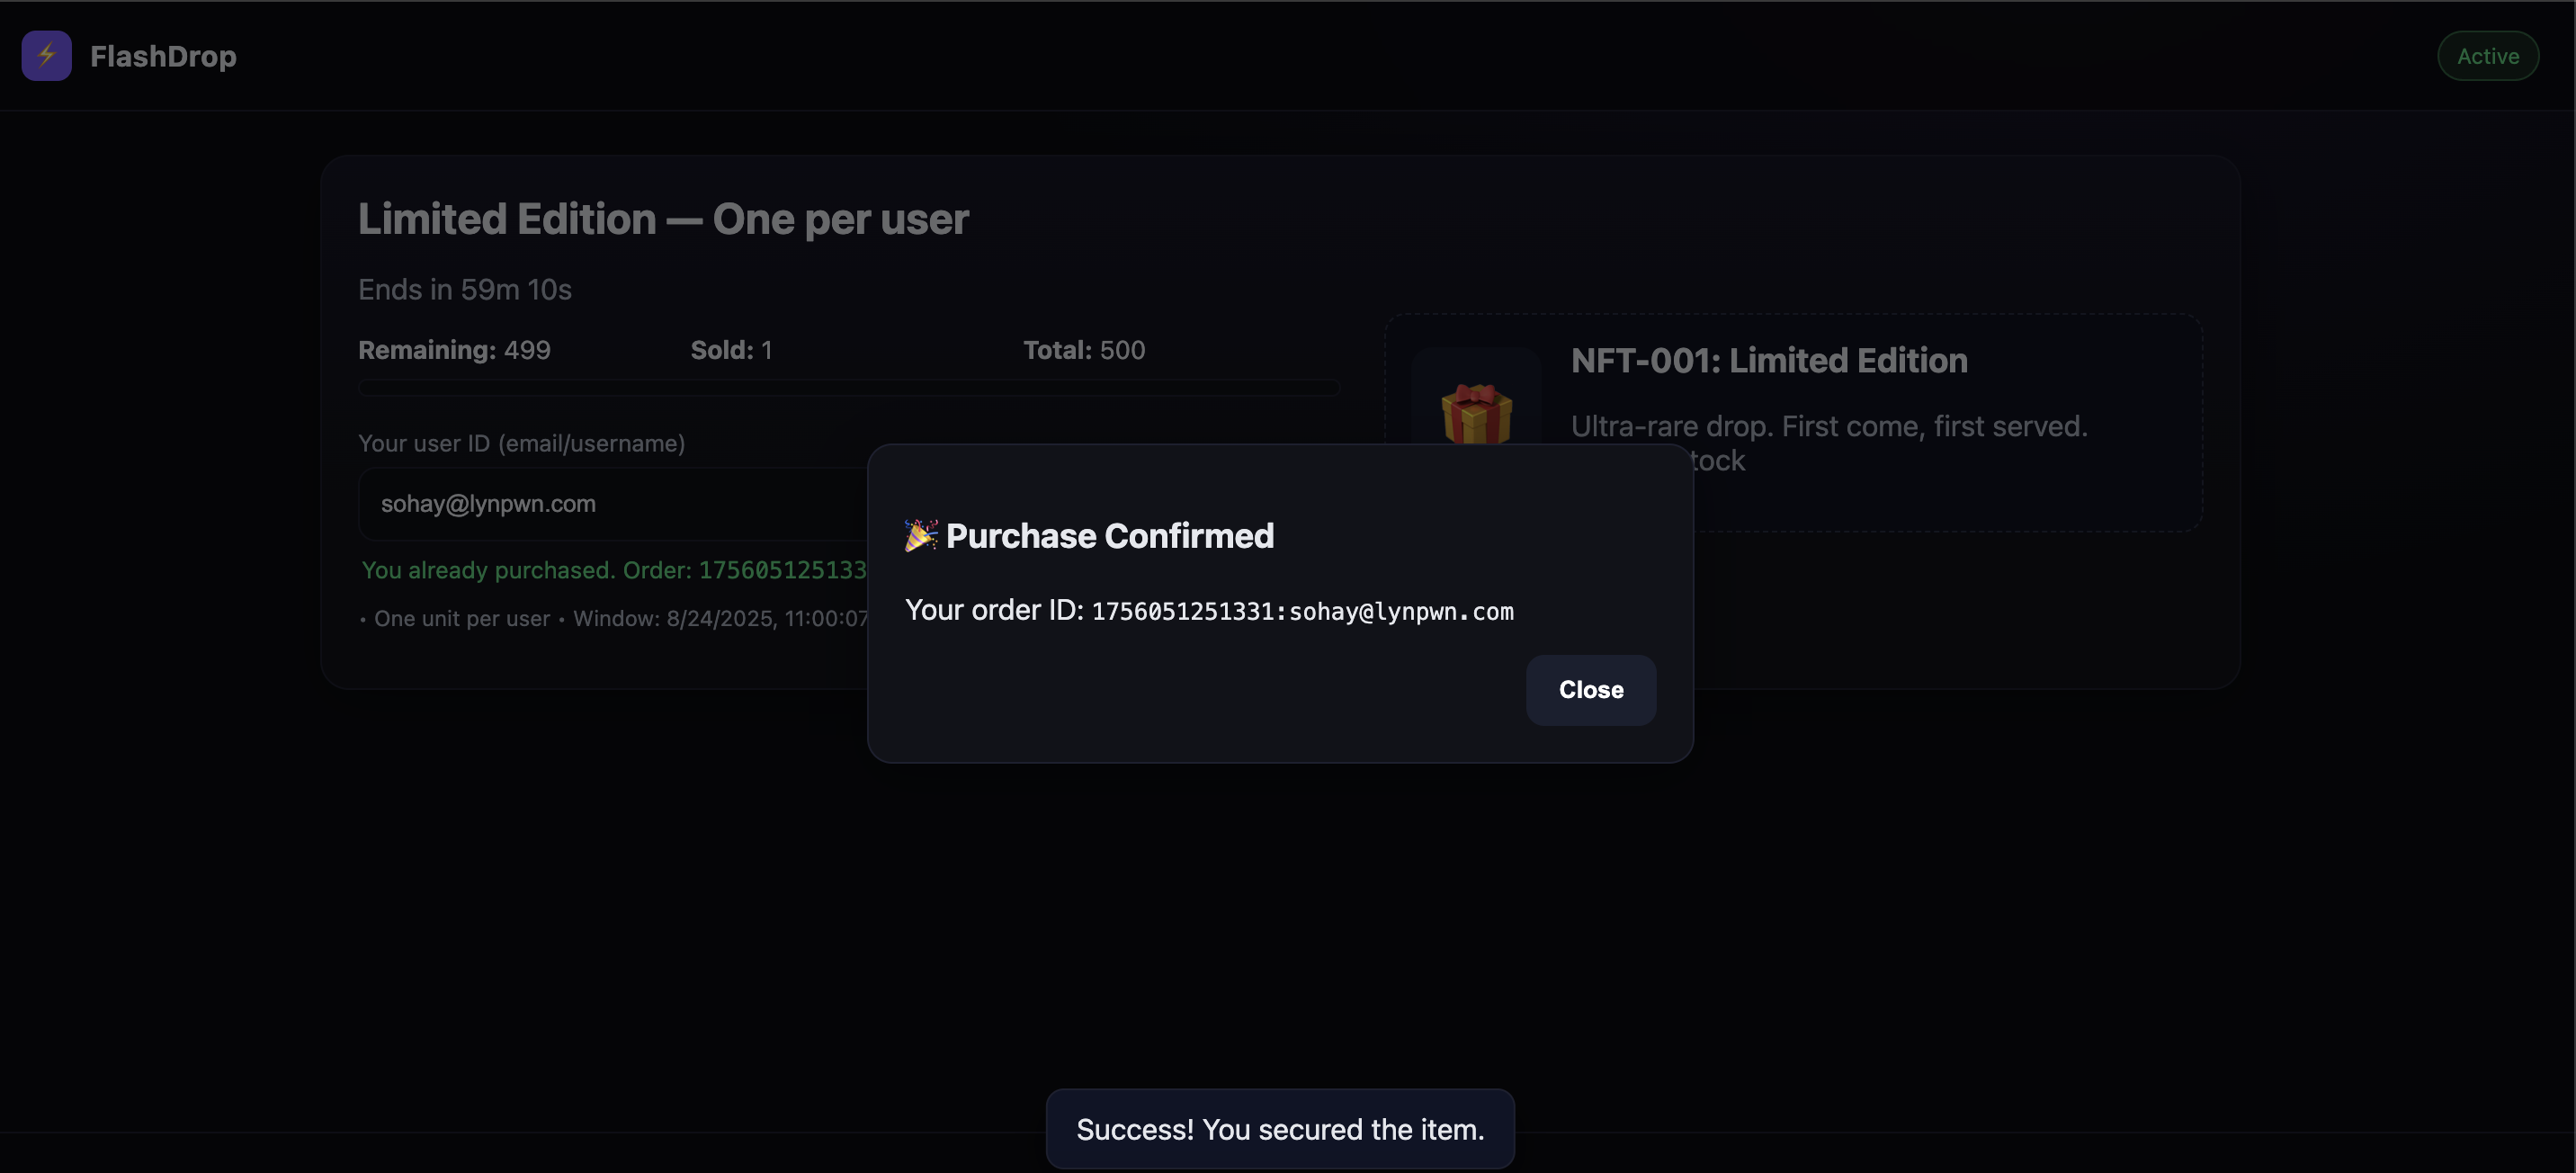 FlashDrop
Active
Limited Edition — One per user
Ends in 59m 10s
Remaining: 499 Sold: 1 Total: 500
Your user ID (email/username)
sohay@lynpwn.com
You already purchased. Order: 175605125133
• One unit per user • Window: 8/24/2025, 11:00:07
NFT-001: Limited Edition
Ultra-rare drop. First come, first served.
🎉 Purchase Confirmed
Your order ID: 1756051251331:sohay@lynpwn.com
Close
Success! You secured the item.